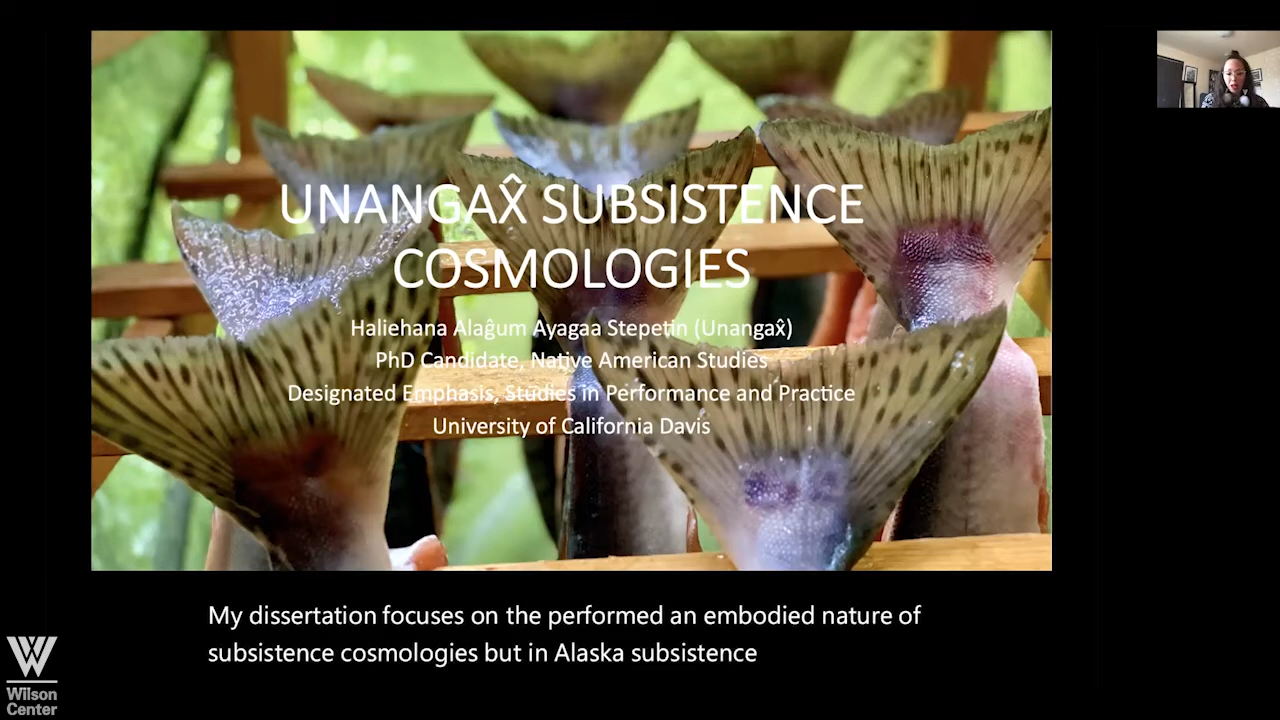 UNANGAX̂ SUBSISTENCE
COSMOLOGIES
Haliehana Alaĝum Ayagaa Stepetin (Unangax̂)
PhD Candidate, Native American Studies
Designated Emphasis, Studies in Performance and Practice
University of California Davis
My dissertation focuses on the performed an embodied nature of
subsistence cosmologies but in Alaska subsistence
Wilson
Center